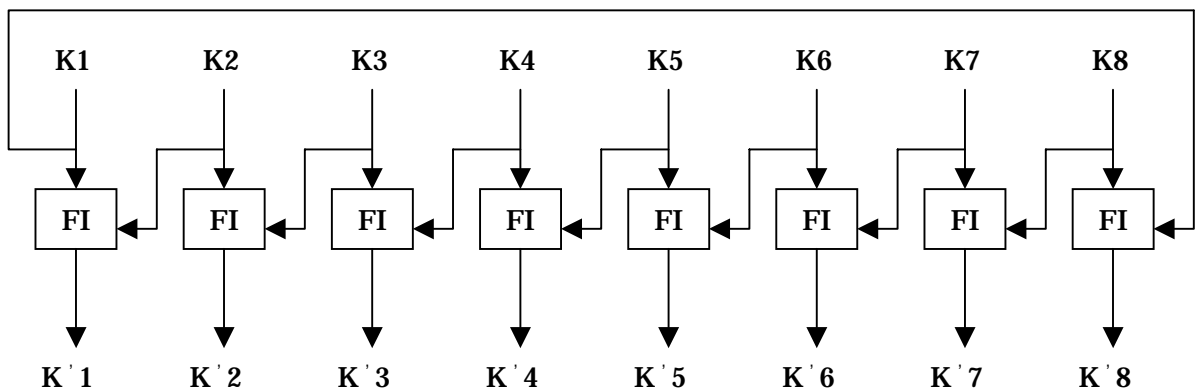 K1 K2 K3 K4 K5 K6 K7 K8
FI FI FI FI FI FI FI FI
K'1 K'2 K'3 K'4 K'5 K'6 K'7 K'8